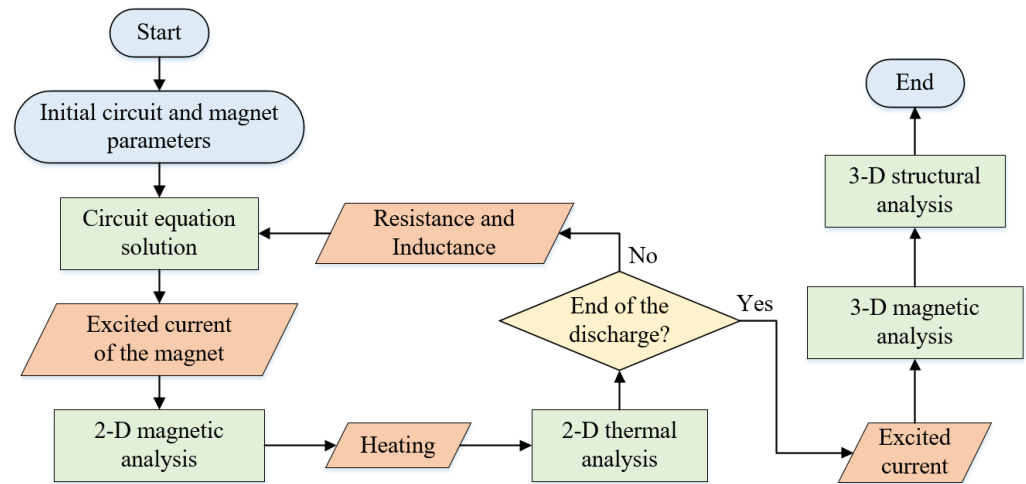 Start
Initial circuit and magnet
parameters
Circuit equation
solution
Excited current
of the magnet
2-D magnetic
analysis
Heating
2-D thermal
analysis
End of the
discharge?
No
Resistance and
Inductance
Yes
Excited
current
3-D magnetic
analysis
3-D structural
analysis
End